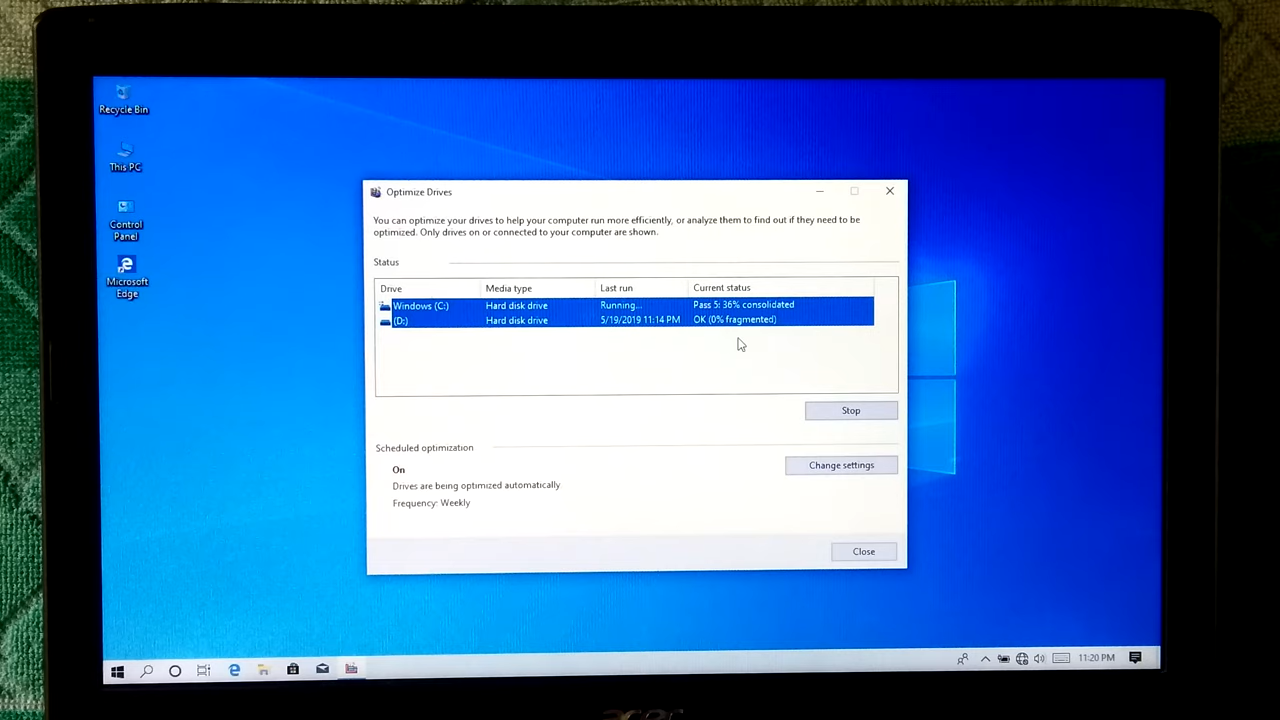 Recycle Bin
This PC
Control
Panel
Microsoft
Edge
Optimize Drives
You can optimize your drives to help your computer run more efficiently, or analyze them to find out if they need to be
optimized. Only drives on or connected to your computer are shown.
Status
Drive Media type Last run Current status
Windows (C:) Hard disk drive Running... Pass 5: 36% consolidated
(D:) Hard disk drive 5/19/2019 11:14 PM OK (0% fragmented)
Stop
Scheduled optimization
On
Change settings
Drives are being optimized automatically
Frequency: Weekly
Close
11:20 PM
acer